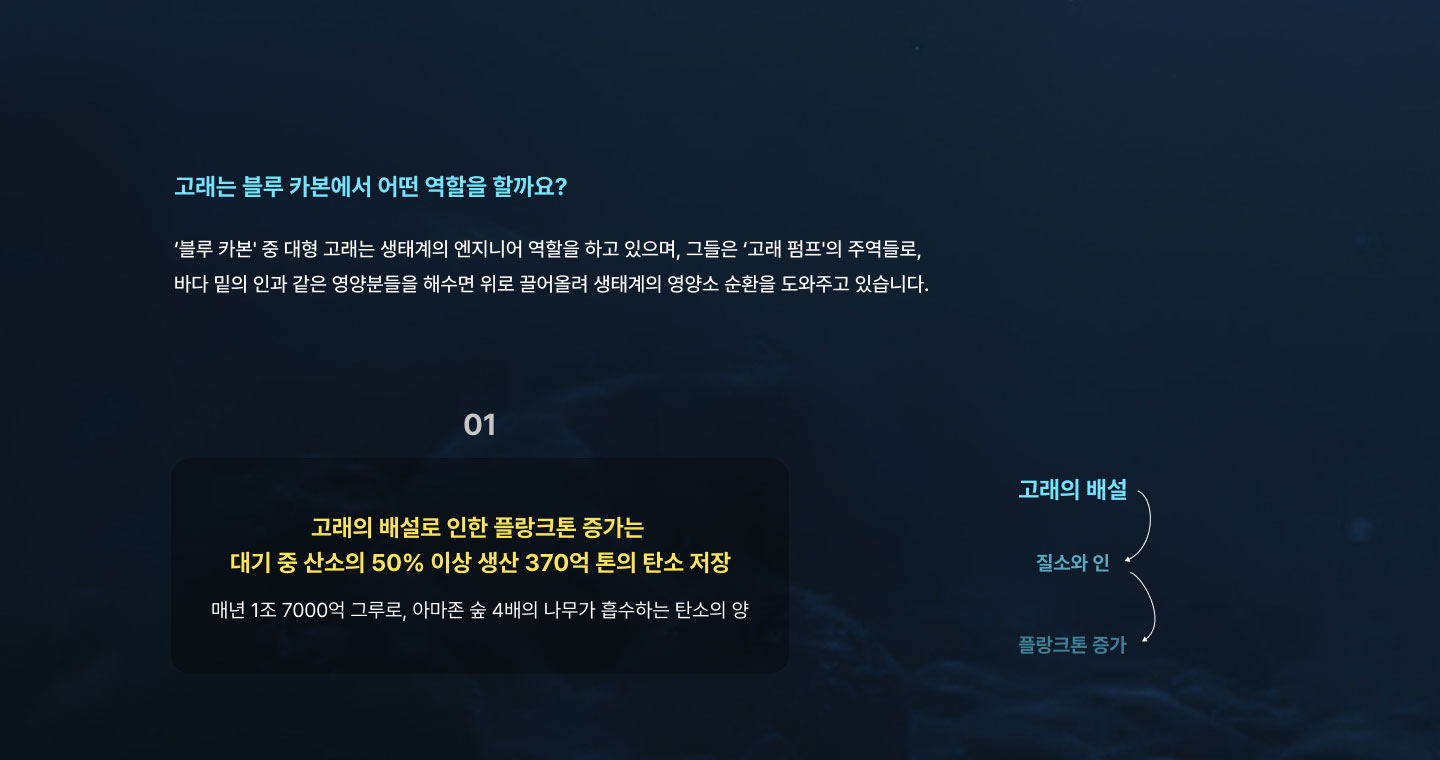 고래는 블루 카본에서 어떤 역할을 할까요?
‘블루 카본' 중 대형 고래는 생태계의 엔지니어 역할을 하고 있으며, 그들은 ‘고래 펌프'의 주역들로,
바다 밑의 인과 같은 영양분들을 해수면 위로 끌어올려 생태계의 영양소 순환을 도와주고 있습니다.
01
고래의 배설로 인한 플랑크톤 증가는
대기 중 산소의 50% 이상 생산 370억 톤의 탄소 저장
매년 1조 7000억 그루로, 아마존 숲 4배의 나무가 흡수하는 탄소의 양
고래의 배설
질소와 인
플랑크톤 증가